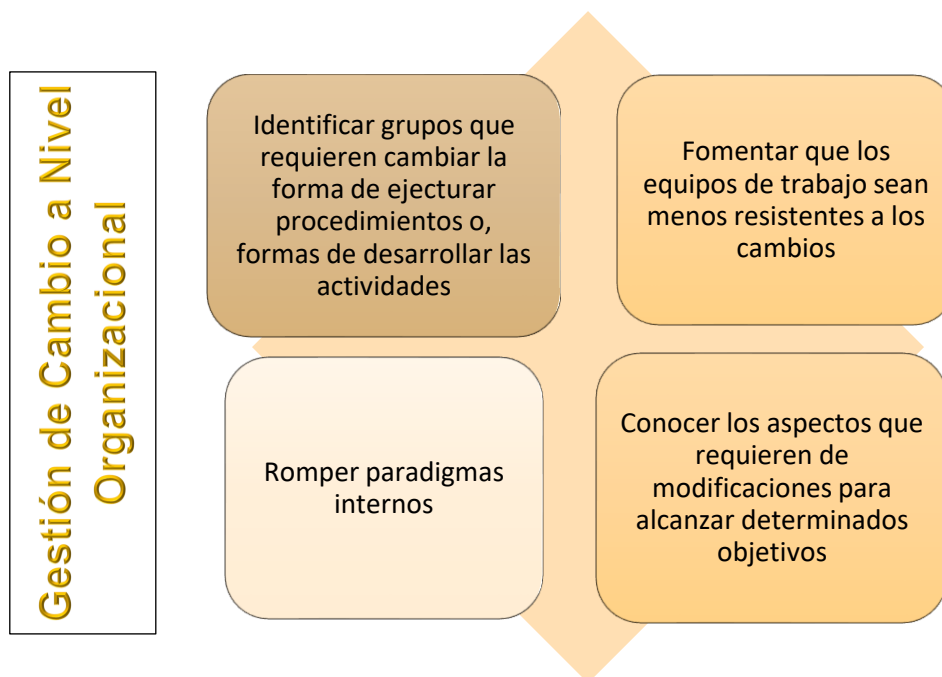 Gestión de Cambio a Nivel
Organizacional
Identificar grupos que
requieren cambiar la
forma de ejecturar
procedimientos o,
formas de desarrollar las
actividades
Fomentar que los
equipos de trabajo sean
menos resistentes a los
cambios
Romper paradigmas
internos
Conocer los aspectos que
requieren de
modificaciones para
alcanzar determinados
objetivos